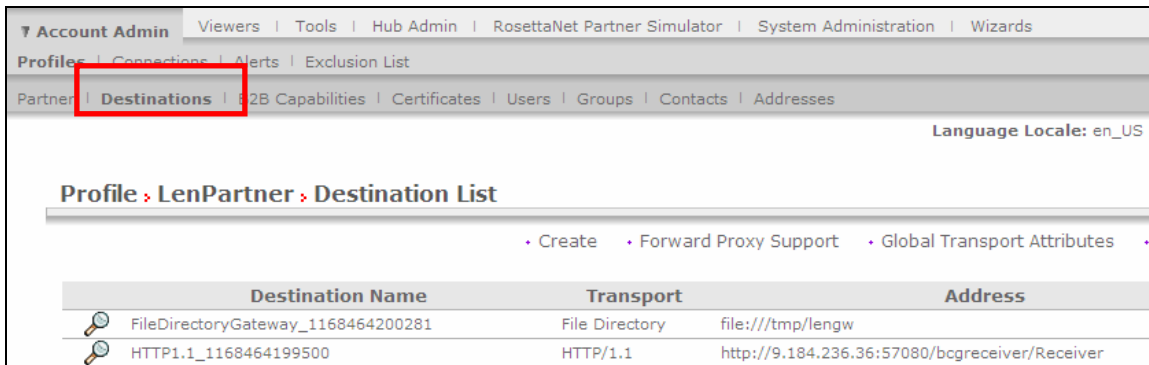 Account Admin Viewers | Tools | Hub Admin | RosettaNet Partner Simulator | System Administration | Wizards
Profiles | Connections | Alerts | Exclusion List
Partner | Destinations | B2B Capabilities | Certificates | Users | Groups | Contacts | Addresses
Language Locale: en_US
Profile LenPartner Destination List
Create Forward Proxy Support Global Transport Attributes
Destination Name Transport Address
FileDirectoryGateway_1168464200281 File Directory file:///tmp/lengw
HTTP1.1_1168464199500 HTTP/1.1 http://9.184.236.36:57080/bcgreceiver/Receiver